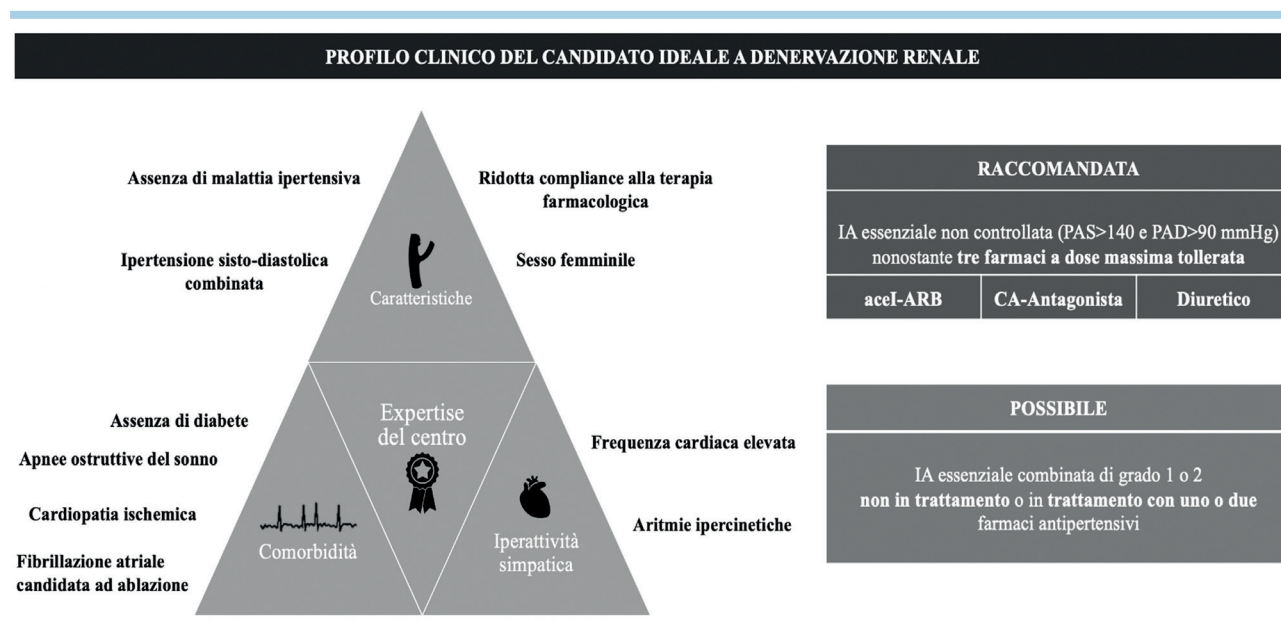 PROFILO CLINICO DEL CANDIDATO IDEALE A DENERVAZIONE RENALE
Assenza di malattia ipertensiva
Ipertensione sisto-diastolica
combinata
Ridotta compliance alla terapia
farmacologica
Sesso femminile
Caratteristiche
Assenza di diabete
Apnee ostruttive del sonno
Cardiopatia ischemica
Fibrillazione atriale
candidata ad ablazione
Comorbidità
Expertise
del centro
Iperattività
simpatica
Frequenza cardiaca elevata
Aritmie ipercinetiche
RACCOMANDATA
IA essenziale non controllata (PAS>140 e PAD>90 mmHg)
nonostante tre farmaci a dose massima tollerata
aceI-ARB
CA-Antagonista
Diuretico
POSSIBILE
IA essenziale combinata di grado 1 o 2
non in trattamento o in trattamento con uno o due
farmaci antipertensivi